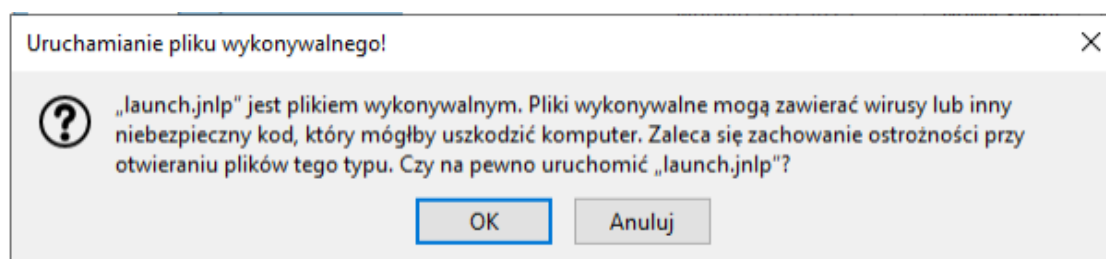 Uruchamianie pliku wykonywalnego!
„launch.jnlp” jest plikiem wykonywalnym. Pliki wykonywalne mogą zawierać wirusy lub inny
niebezpieczny kod, który mógłby uszkodzić komputer. Zaleca się zachowanie ostrożności przy
otwieraniu plików tego typu. Czy na pewno uruchomić „launch.jnlp”?
OK Anuluj